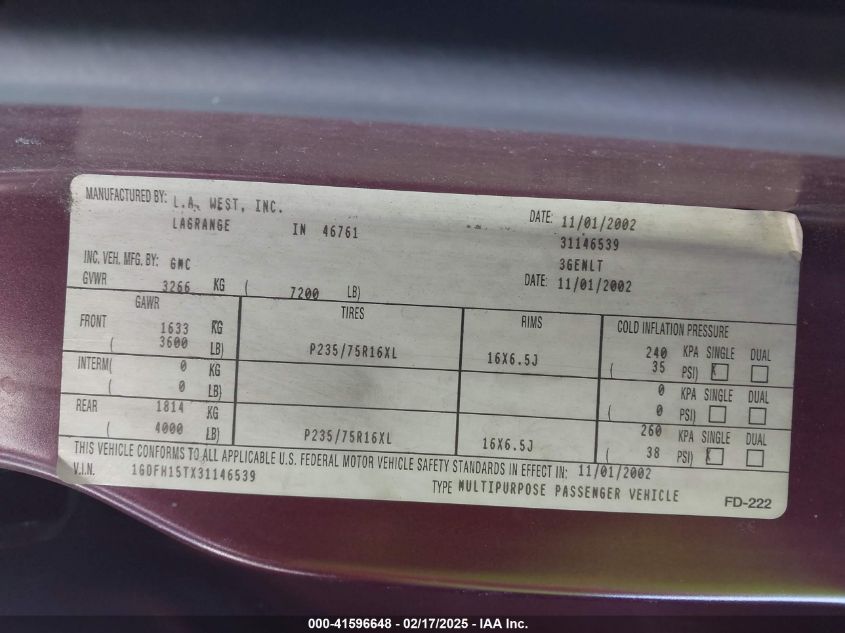 MANUFACTURED BY: L.A. WEST, INC. DATE: 11/01/2002
LAGRANGE IN 46761 31146539
INC. VEH. MFG. BY: GMC 3GENLT
GVWR 3266 KG ( 7200 LB) DATE: 11/01/2002
GAWR TIRES RIMS COLD INFLATION PRESSURE
FRONT 1633 KG 240 KPA SINGLE DUAL
( 3600 LB) P235/75R16XL 16X6.5J ( 35 PSI) X
INTERM( 0 KG 0 KPA SINGLE DUAL
( 0 LB) ( 0 PSI)
REAR 1814 KG 260 KPA SINGLE DUAL
( 4000 LB) P235/75R16XL 16X6.5J ( 38 PSI) X
THIS VEHICLE CONFORMS TO ALL APPLICABLE U.S. FEDERAL MOTOR VEHICLE SAFETY STANDARDS IN EFFECT IN: 11/01/2002
V.I.N. 1GDFH15TX31146539 TYPE MULTIPURPOSE PASSENGER VEHICLE FD-222
000-41596648 - 02/17/2025 - IAA Inc.